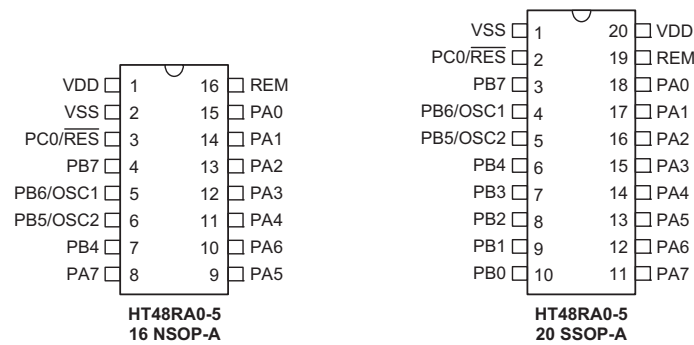 VDD 1 16 REM
VSS 2 15 PA0
PC0/RES 3 14 PA1
PB7 4 13 PA2
PB6/OSC1 5 12 PA3
PB5/OSC2 6 11 PA4
PB4 7 10 PA6
PA7 8 9 PA5
HT48RA0-5
16 NSOP-A
VSS 1 20 VDD
PC0/RES 2 19 REM
PB7 3 18 PA0
PB6/OSC1 4 17 PA1
PB5/OSC2 5 16 PA2
PB4 6 15 PA3
PB3 7 14 PA4
PB2 8 13 PA5
PB1 9 12 PA6
PB0 10 11 PA7
HT48RA0-5
20 SSOP-A